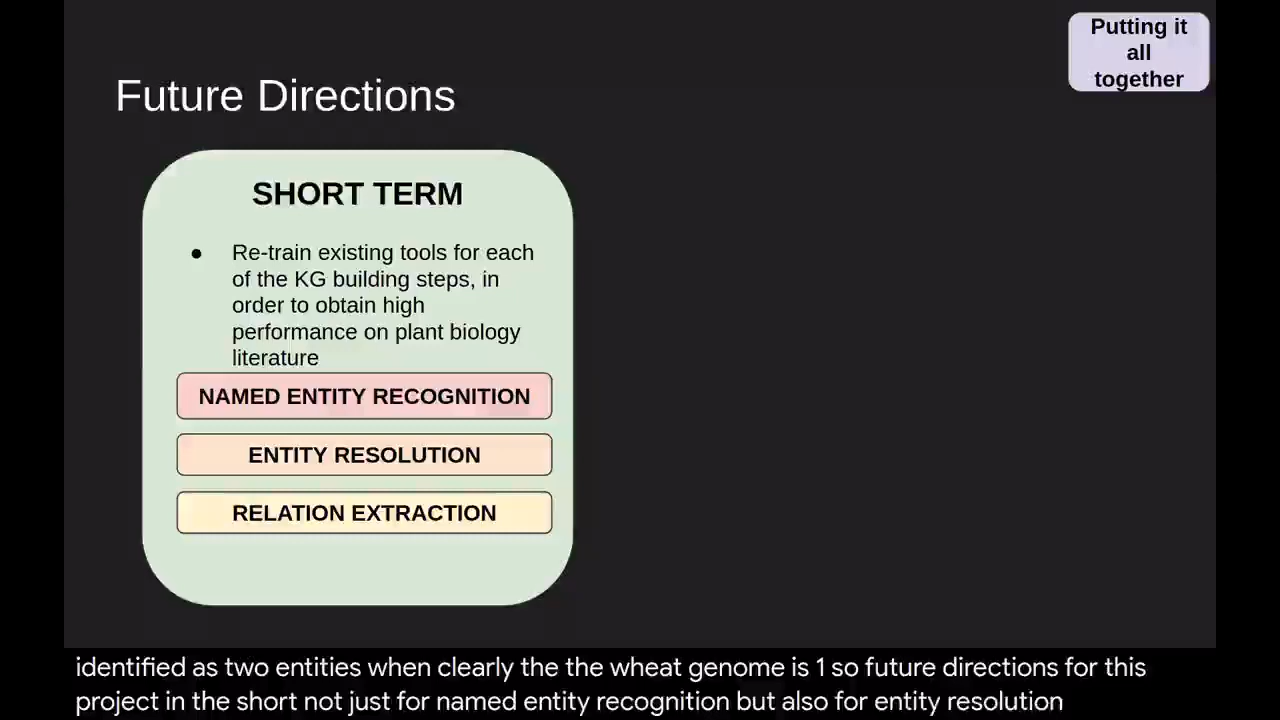 Putting it
all
together
Future Directions
SHORT TERM
● Re-train existing tools for each
of the KG building steps, in
order to obtain high
performance on plant biology
literature
NAMED ENTITY RECOGNITION
ENTITY RESOLUTION
RELATION EXTRACTION
identified as two entities when clearly the the wheat genome is 1 so future directions for this
project in the short not just for named entity recognition but also for entity resolution